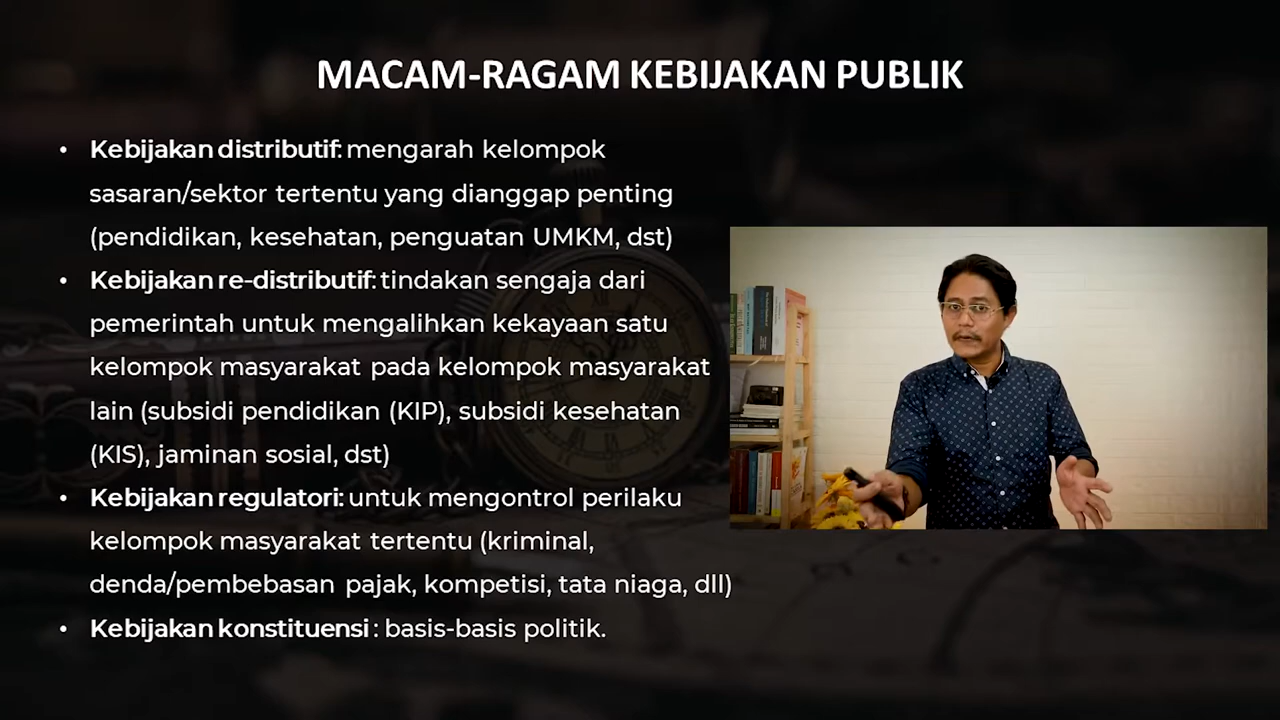 MACAM-RAGAM KEBIJAKAN PUBLIK
• Kebijakan distributif: mengarah kelompok
sasaran/sektor tertentu yang dianggap penting
(pendidikan, kesehatan, penguatan UMKM, dst)
• Kebijakan re-distributif: tindakan sengaja dari
pemerintah untuk mengalihkan kekayaan satu
kelompok masyarakat pada kelompok masyarakat
lain (subsidi pendidikan (KIP), subsidi kesehatan
(KIS), jaminan sosial, dst)
• Kebijakan regulatori: untuk mengontrol perilaku
kelompok masyarakat tertentu (kriminal,
denda/pembebasan pajak, kompetisi, tata niaga, dll)
• Kebijakan konstituensi : basis-basis politik.